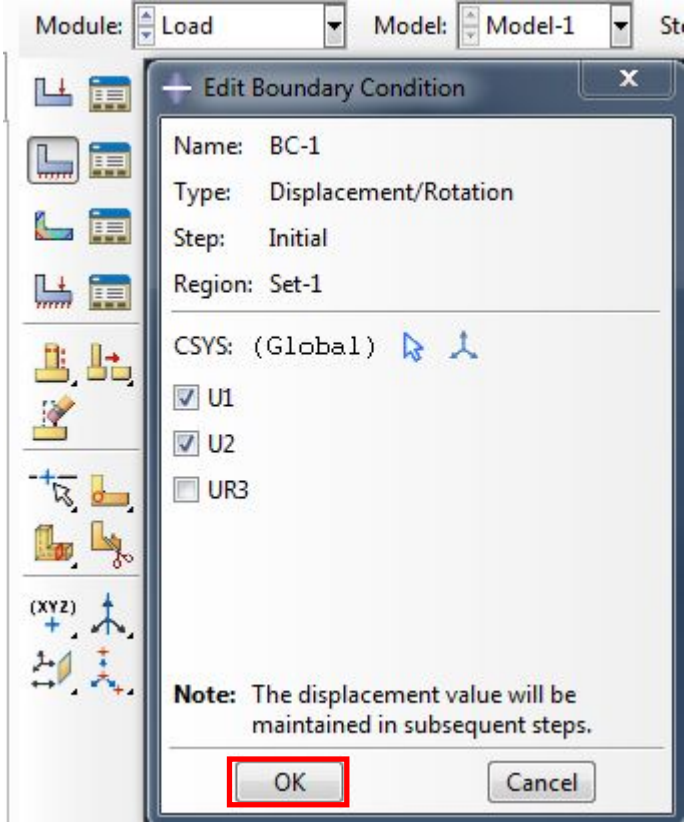 Module: Load Model: Model-1 St
Edit Boundary Condition X
Name: BC-1
Type: Displacement/Rotation
Step: Initial
Region: Set-1
CSYS: (Global)
U1
U2
UR3
(XYZ)
Note: The displacement value will be
maintained in subsequent steps.
OK Cancel